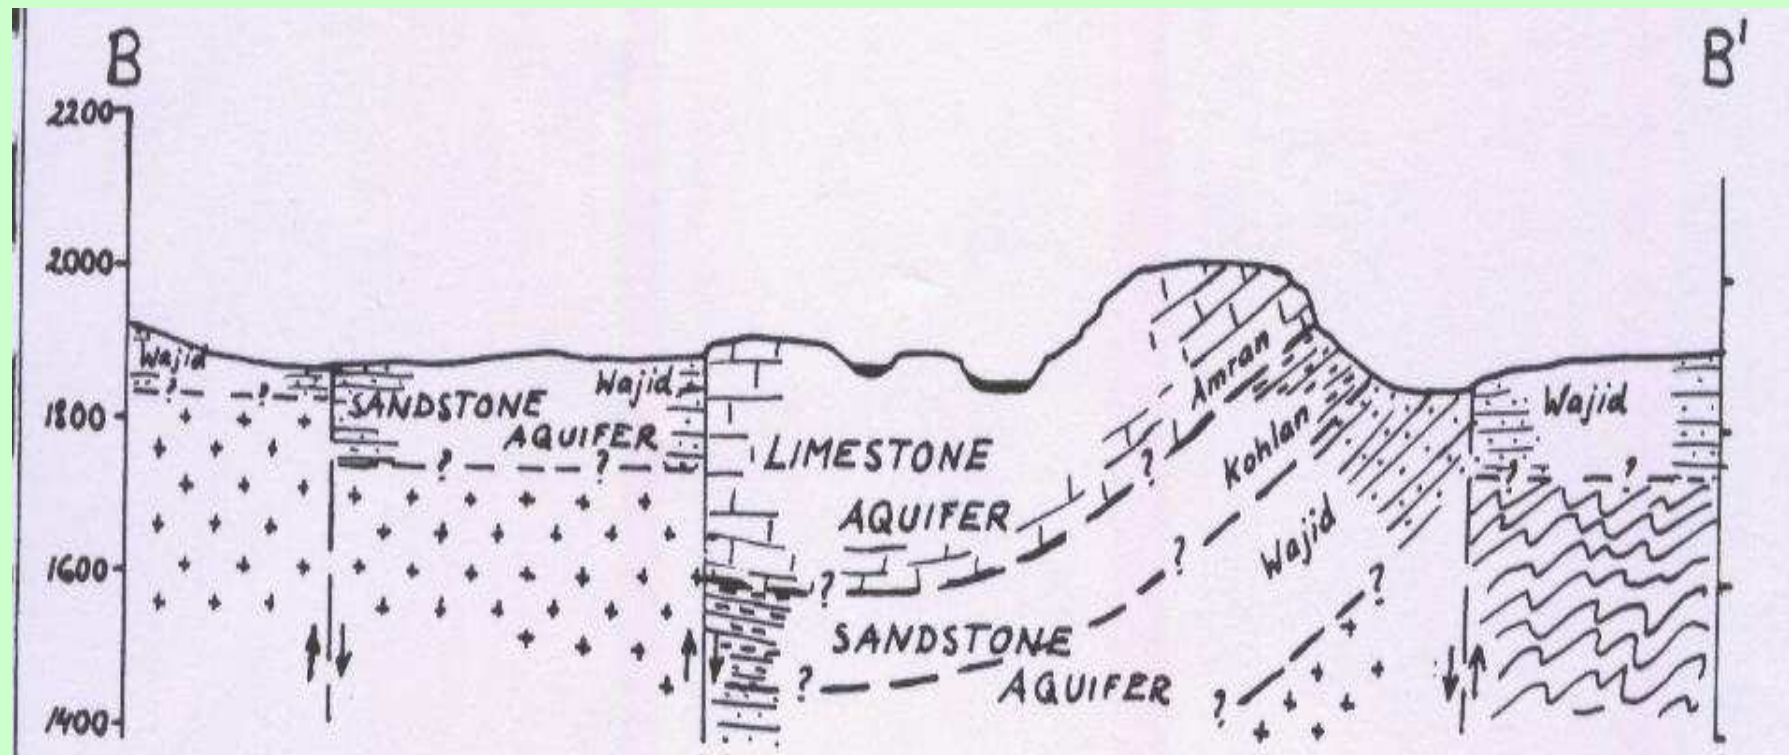 B
B'
2200
2000
1800
1600
1400
Wajid
?
?
SANDSTONE
AQUIFER
Wajid
?
?
LIMESTONE
AQUIFER
?
Amran
?
Kohlan
?
Wajid
?
?
SANDSTONE
AQUIFER
?
Wajid
?
?